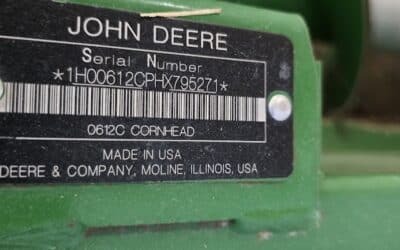 JOHN DEERE
Serial Number
*1H00612CPHX795271*
0612C CORNHEAD
MADE IN USA
DEERE & COMPANY, MOLINE, ILLINOIS, USA